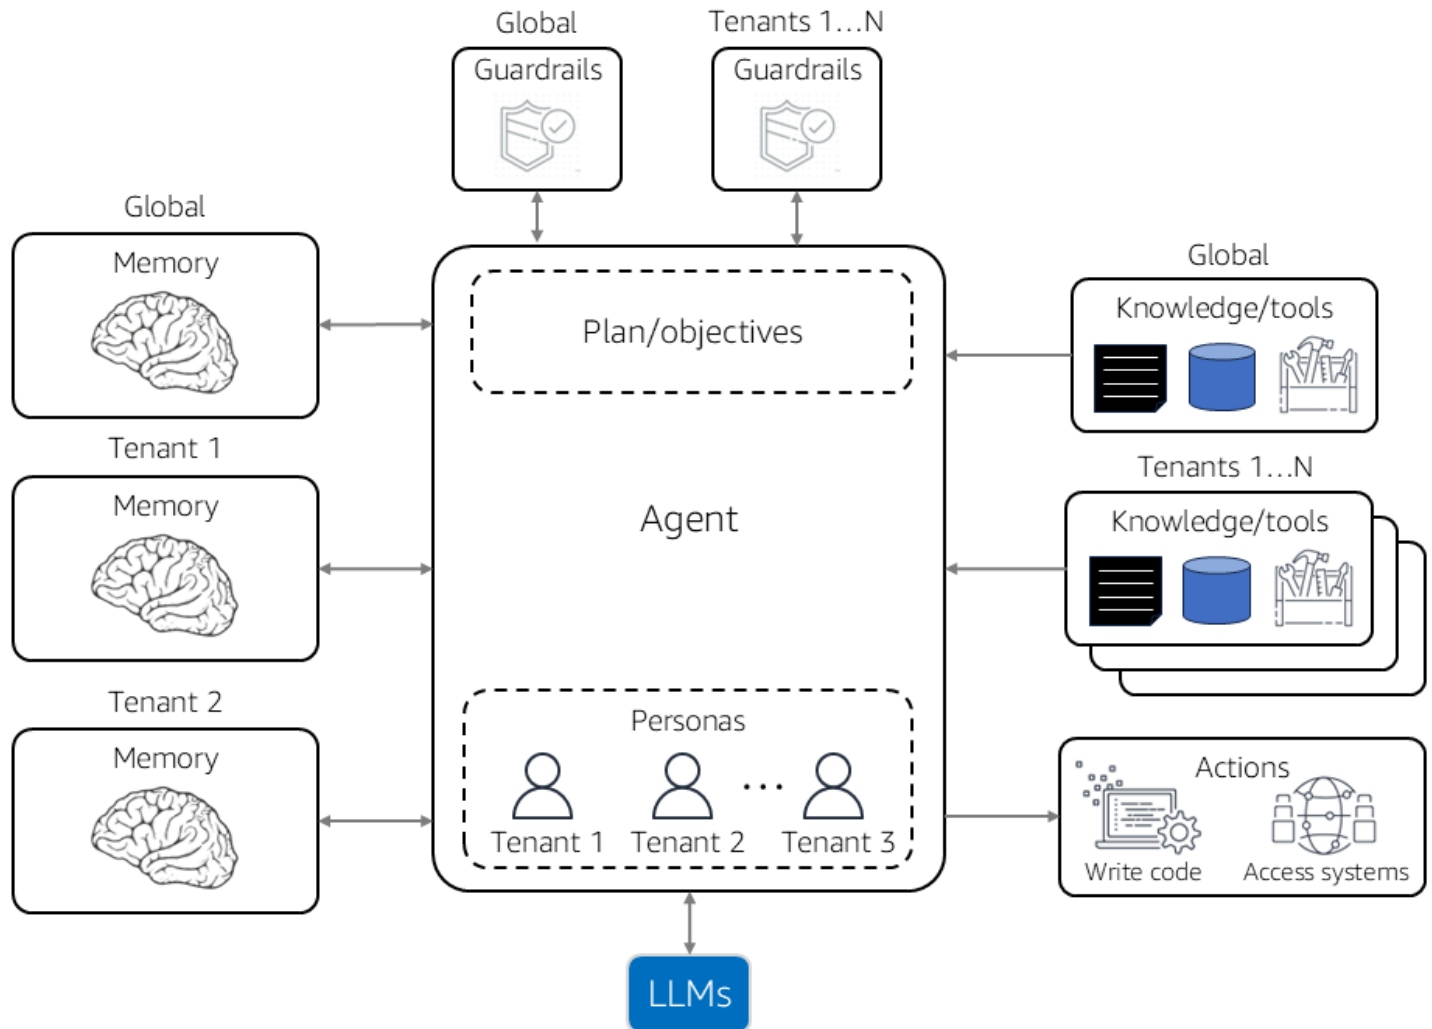 Global
Guardrails
Tenants 1...N
Guardrails
Global
Memory
Tenant 1
Memory
Tenant 2
Memory
Plan/objectives
Agent
Personas
Tenant 1
Tenant 2
...
Tenant 3
LLMs
Global
Knowledge/tools
Tenants 1...N
Knowledge/tools
Actions
Write code
Access systems